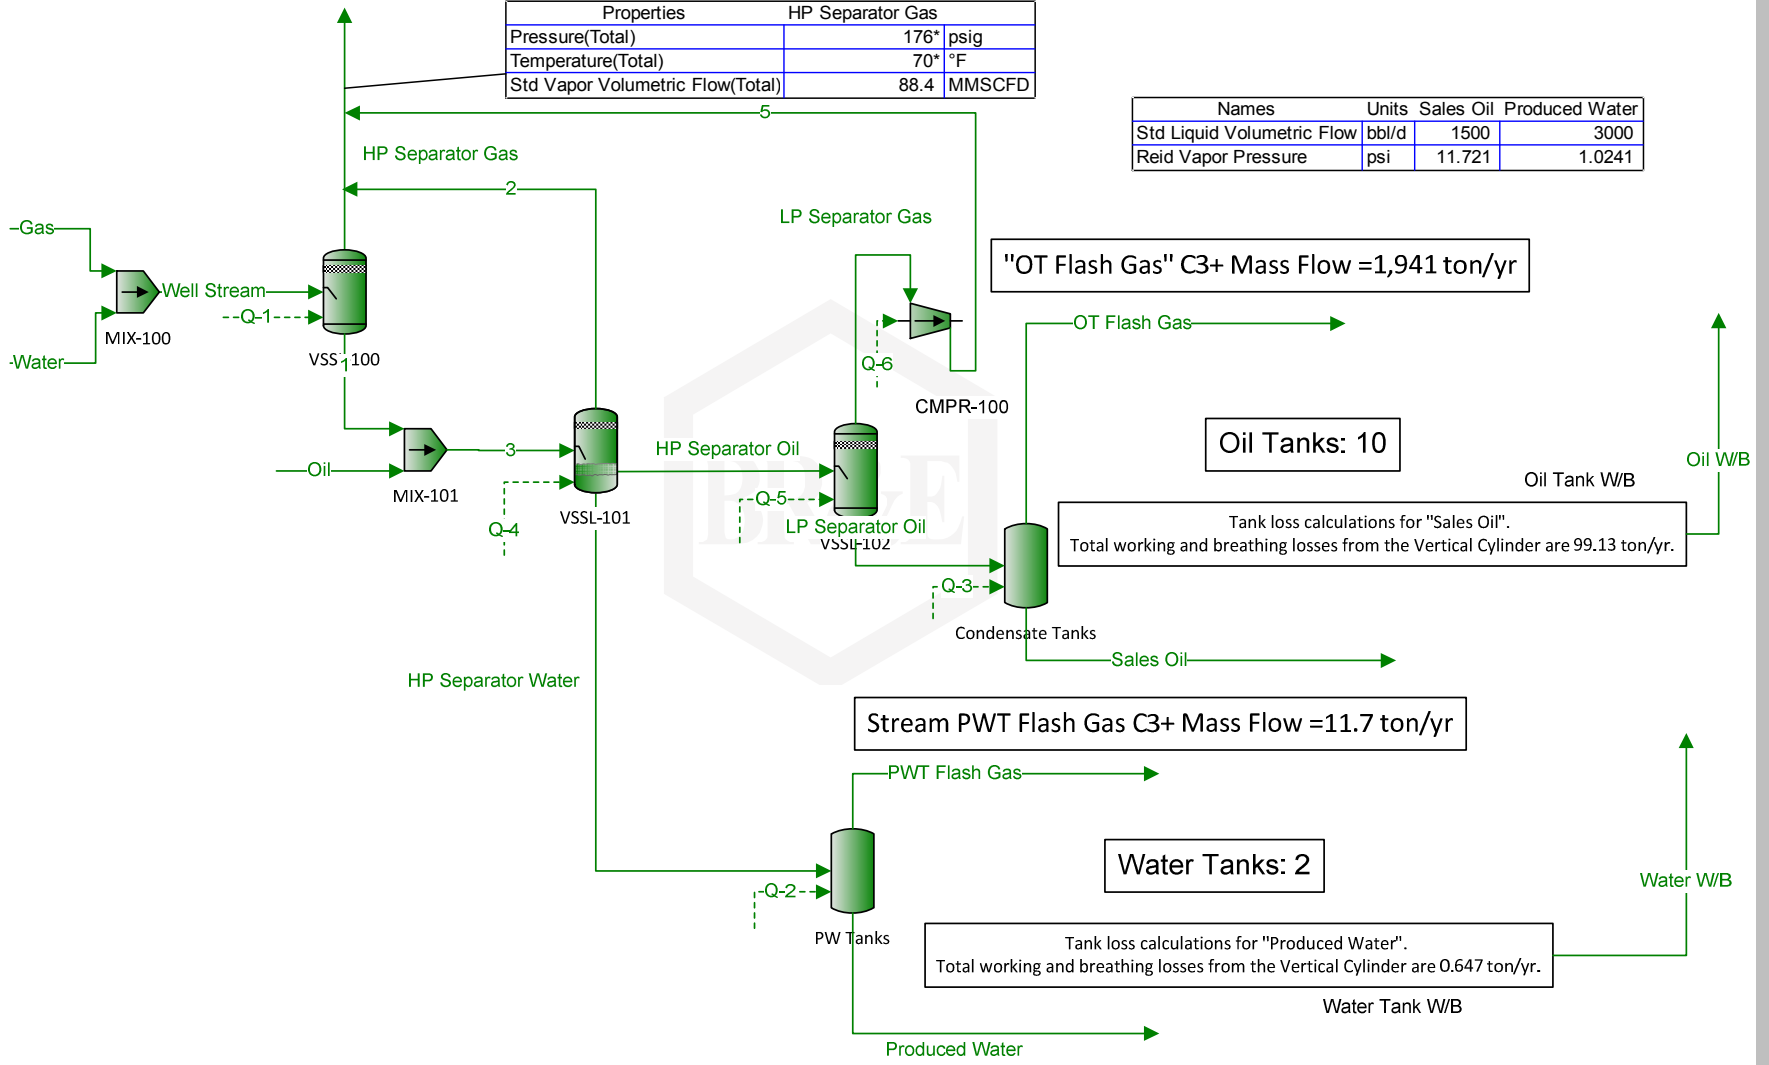 Properties HP Separator Gas
Pressure(Total) 176* psig
Temperature(Total) 70* °F
Std Vapor Volumetric Flow(Total) 88.4 MMSCFD
Names Units Sales Oil Produced Water
Std Liquid Volumetric Flow bbl/d 1500 3000
Reid Vapor Pressure psi 11.721 1.0241
5
HP Separator Gas
2
LP Separator Gas
Gas
"OT Flash Gas" C3+ Mass Flow =1,941 ton/yr
Well Stream
Q-1
OT Flash Gas
MIX-100
VSSL-100
1
Water
Q-6
CMPR-100
Oil Tanks: 10
HP Separator Oil
3
Oil W/B
Oil
Oil Tank W/B
MIX-101
Q-5
BR&E
VSSL-101
Q-4
LP Separator Oil
VSSL-102
Tank loss calculations for "Sales Oil".
Total working and breathing losses from the Vertical Cylinder are 99.13 ton/yr.
Q-3
Condensate Tanks
Sales Oil
HP Separator Water
Stream PWT Flash Gas C3+ Mass Flow =11.7 ton/yr
PWT Flash Gas
Water Tanks: 2
Water W/B
Q-2
PW Tanks
Tank loss calculations for "Produced Water".
Total working and breathing losses from the Vertical Cylinder are 0.647 ton/yr.
Water Tank W/B
Produced Water